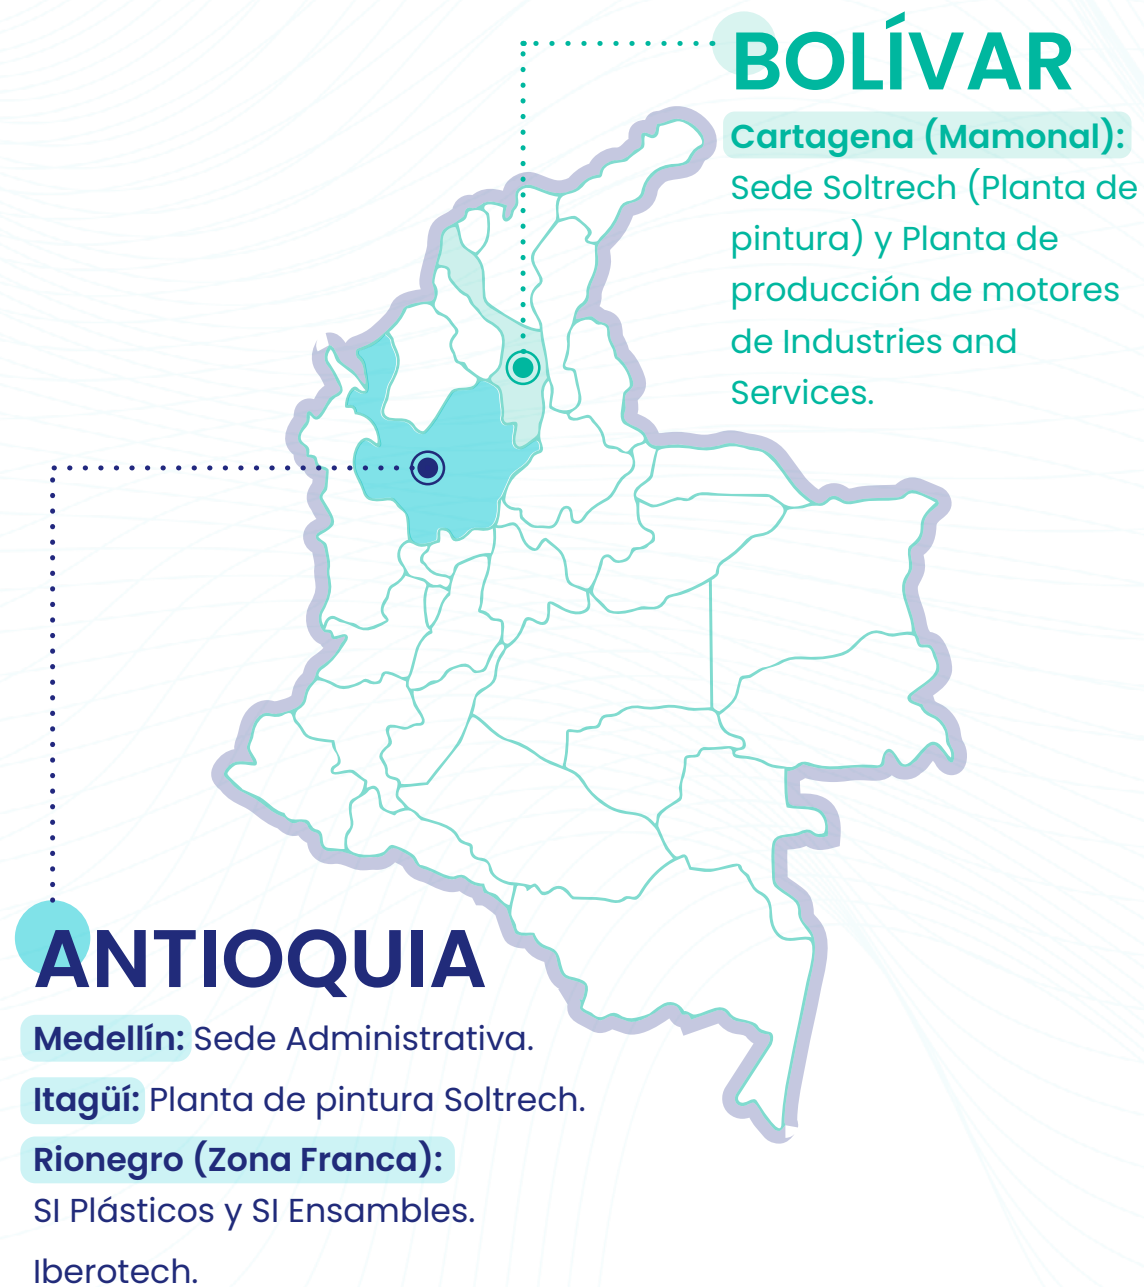 BOLÍVAR
Cartagena (Mamonal):
Sede Soltrech (Planta de
pintura) y Planta de
producción de motores
de Industries and
Services.
ANTIOQUIA
Medellín: Sede Administrativa.
Itagüí: Planta de pintura Soltrech.
Rionegro (Zona Franca):
SI Plásticos y SI Ensambles.
Iberotech.